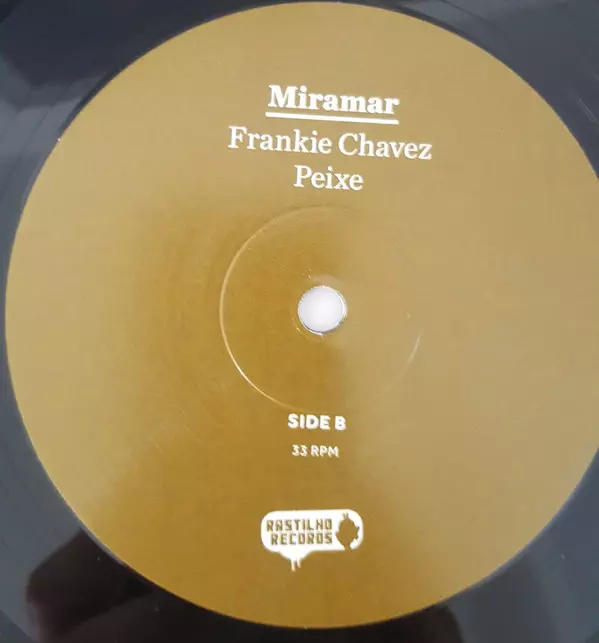 Miramar
Frankie Chavez
Peixe
SIDE B
33 RPM
RASTILHO
RECORDS